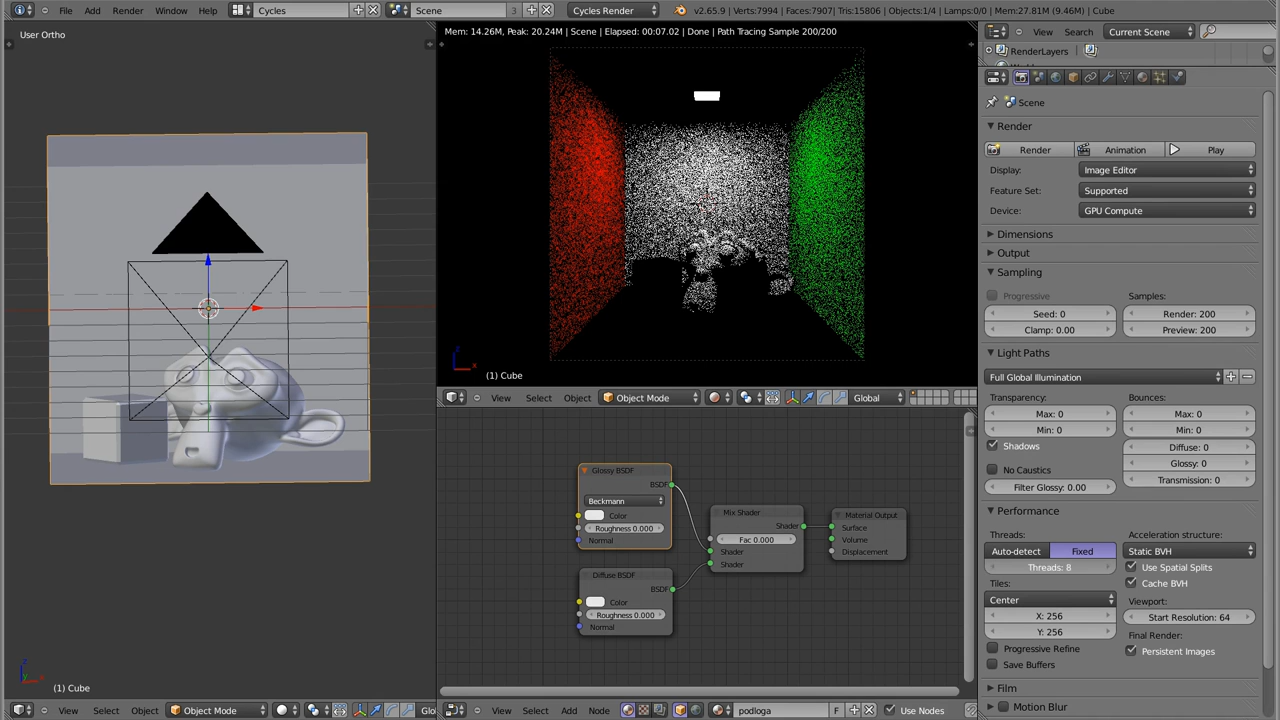 File Render Window Help Cycles Scene 3 Cycles Render v2.65.9 | Verts:7994 | Faces:7907| Tris:15806 | Objects:1/4 | Lamps:0/0 | Mem:27.81M (9.46M) | Cube
User Ortho
(1) Cube
View Select Object Object Mode Glo
Mem: 14.26M, Peak: 20.24M | Scene | Elapsed: 00:07.02 | Done | Path Tracing Sample 200/200
(1) Cube
View Select Object Object Mode Global
Glossy BSDF
BSDF
Beckmann
Color
Roughness 0.000
Normal
Diffuse BSDF
BSDF
Color
Roughness 0.000
Normal
Mix Shader
Shader
Fac 0.000
Shader
Shader
Material Output
Surface
Volume
Displacement
View Select Add Node podloga F Use Nodes
View Search Current Scene
RenderLayers
Scene
Render
Render Animation Play
Display: Image Editor
Feature Set: Supported
Device: GPU Compute
Dimensions
Output
Sampling
Progressive
Seed: 0
Clamp: 0.00
Samples:
Render: 200
Preview: 200
Light Paths
Full Global Illumination
Transparency:
Max: 0
Min: 0
Shadows
No Caustics
Filter Glossy: 0.00
Bounces:
Max: 0
Min: 0
Diffuse: 0
Glossy: 0
Transmission: 0
Performance
Threads:
Auto-detect Fixed
Threads: 8
Tiles:
Center
X: 256
Y: 256
Progressive Refine
Save Buffers
Acceleration structure:
Static BVH
Use Spatial Splits
Cache BVH
Viewport:
Start Resolution: 64
Final Render:
Persistent Images
Film
Motion Blur